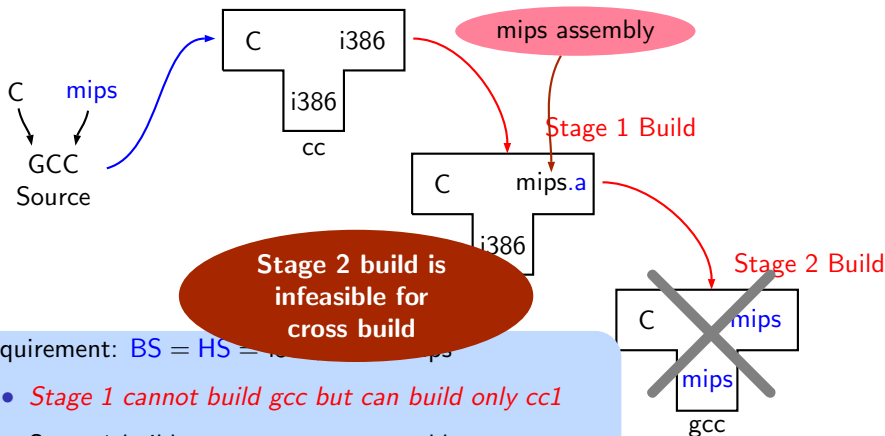 mips assembly
C i386
i386
cc
C mips
GCC
Source
Stage 1 Build
C mips.a
i386
Stage 2 Build
C mips
mips
gcc
Stage 2 build is
infeasible for
cross build
quirement: BS = HS =
• Stage 1 cannot build gcc but can build only cc1